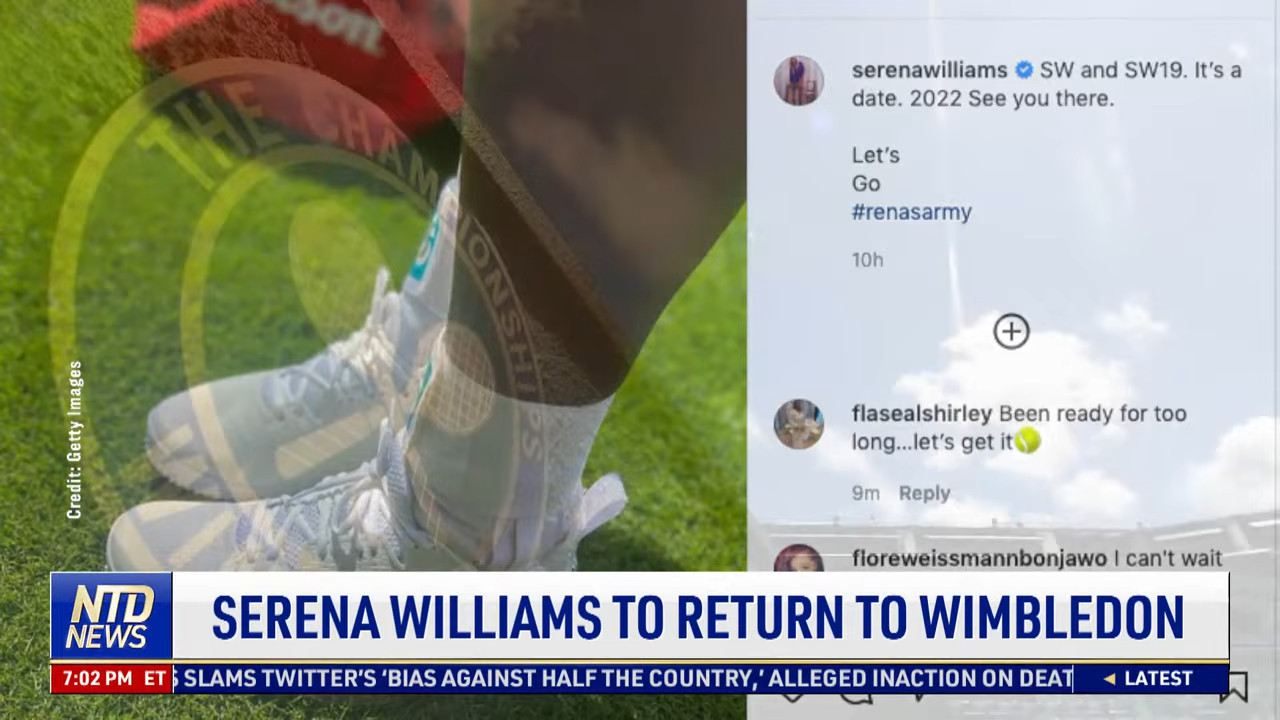 son
THE CHAMPIONSHIPS
Credit: Getty Images
serenawilliams SW and SW19. It's a
date. 2022 See you there.
Let's
Go
#renasarmy
10h
flasealshirley Been ready for too
long...let's get it
9m Reply
floreweissmannbonjawo I can't wait
NTD
NEWS
SERENA WILLIAMS TO RETURN TO WIMBLEDON
7:02 PM ET
SLAMS TWITTER'S 'BIAS AGAINST HALF THE COUNTRY,' ALLEGED INACTION ON DEAT
LATEST